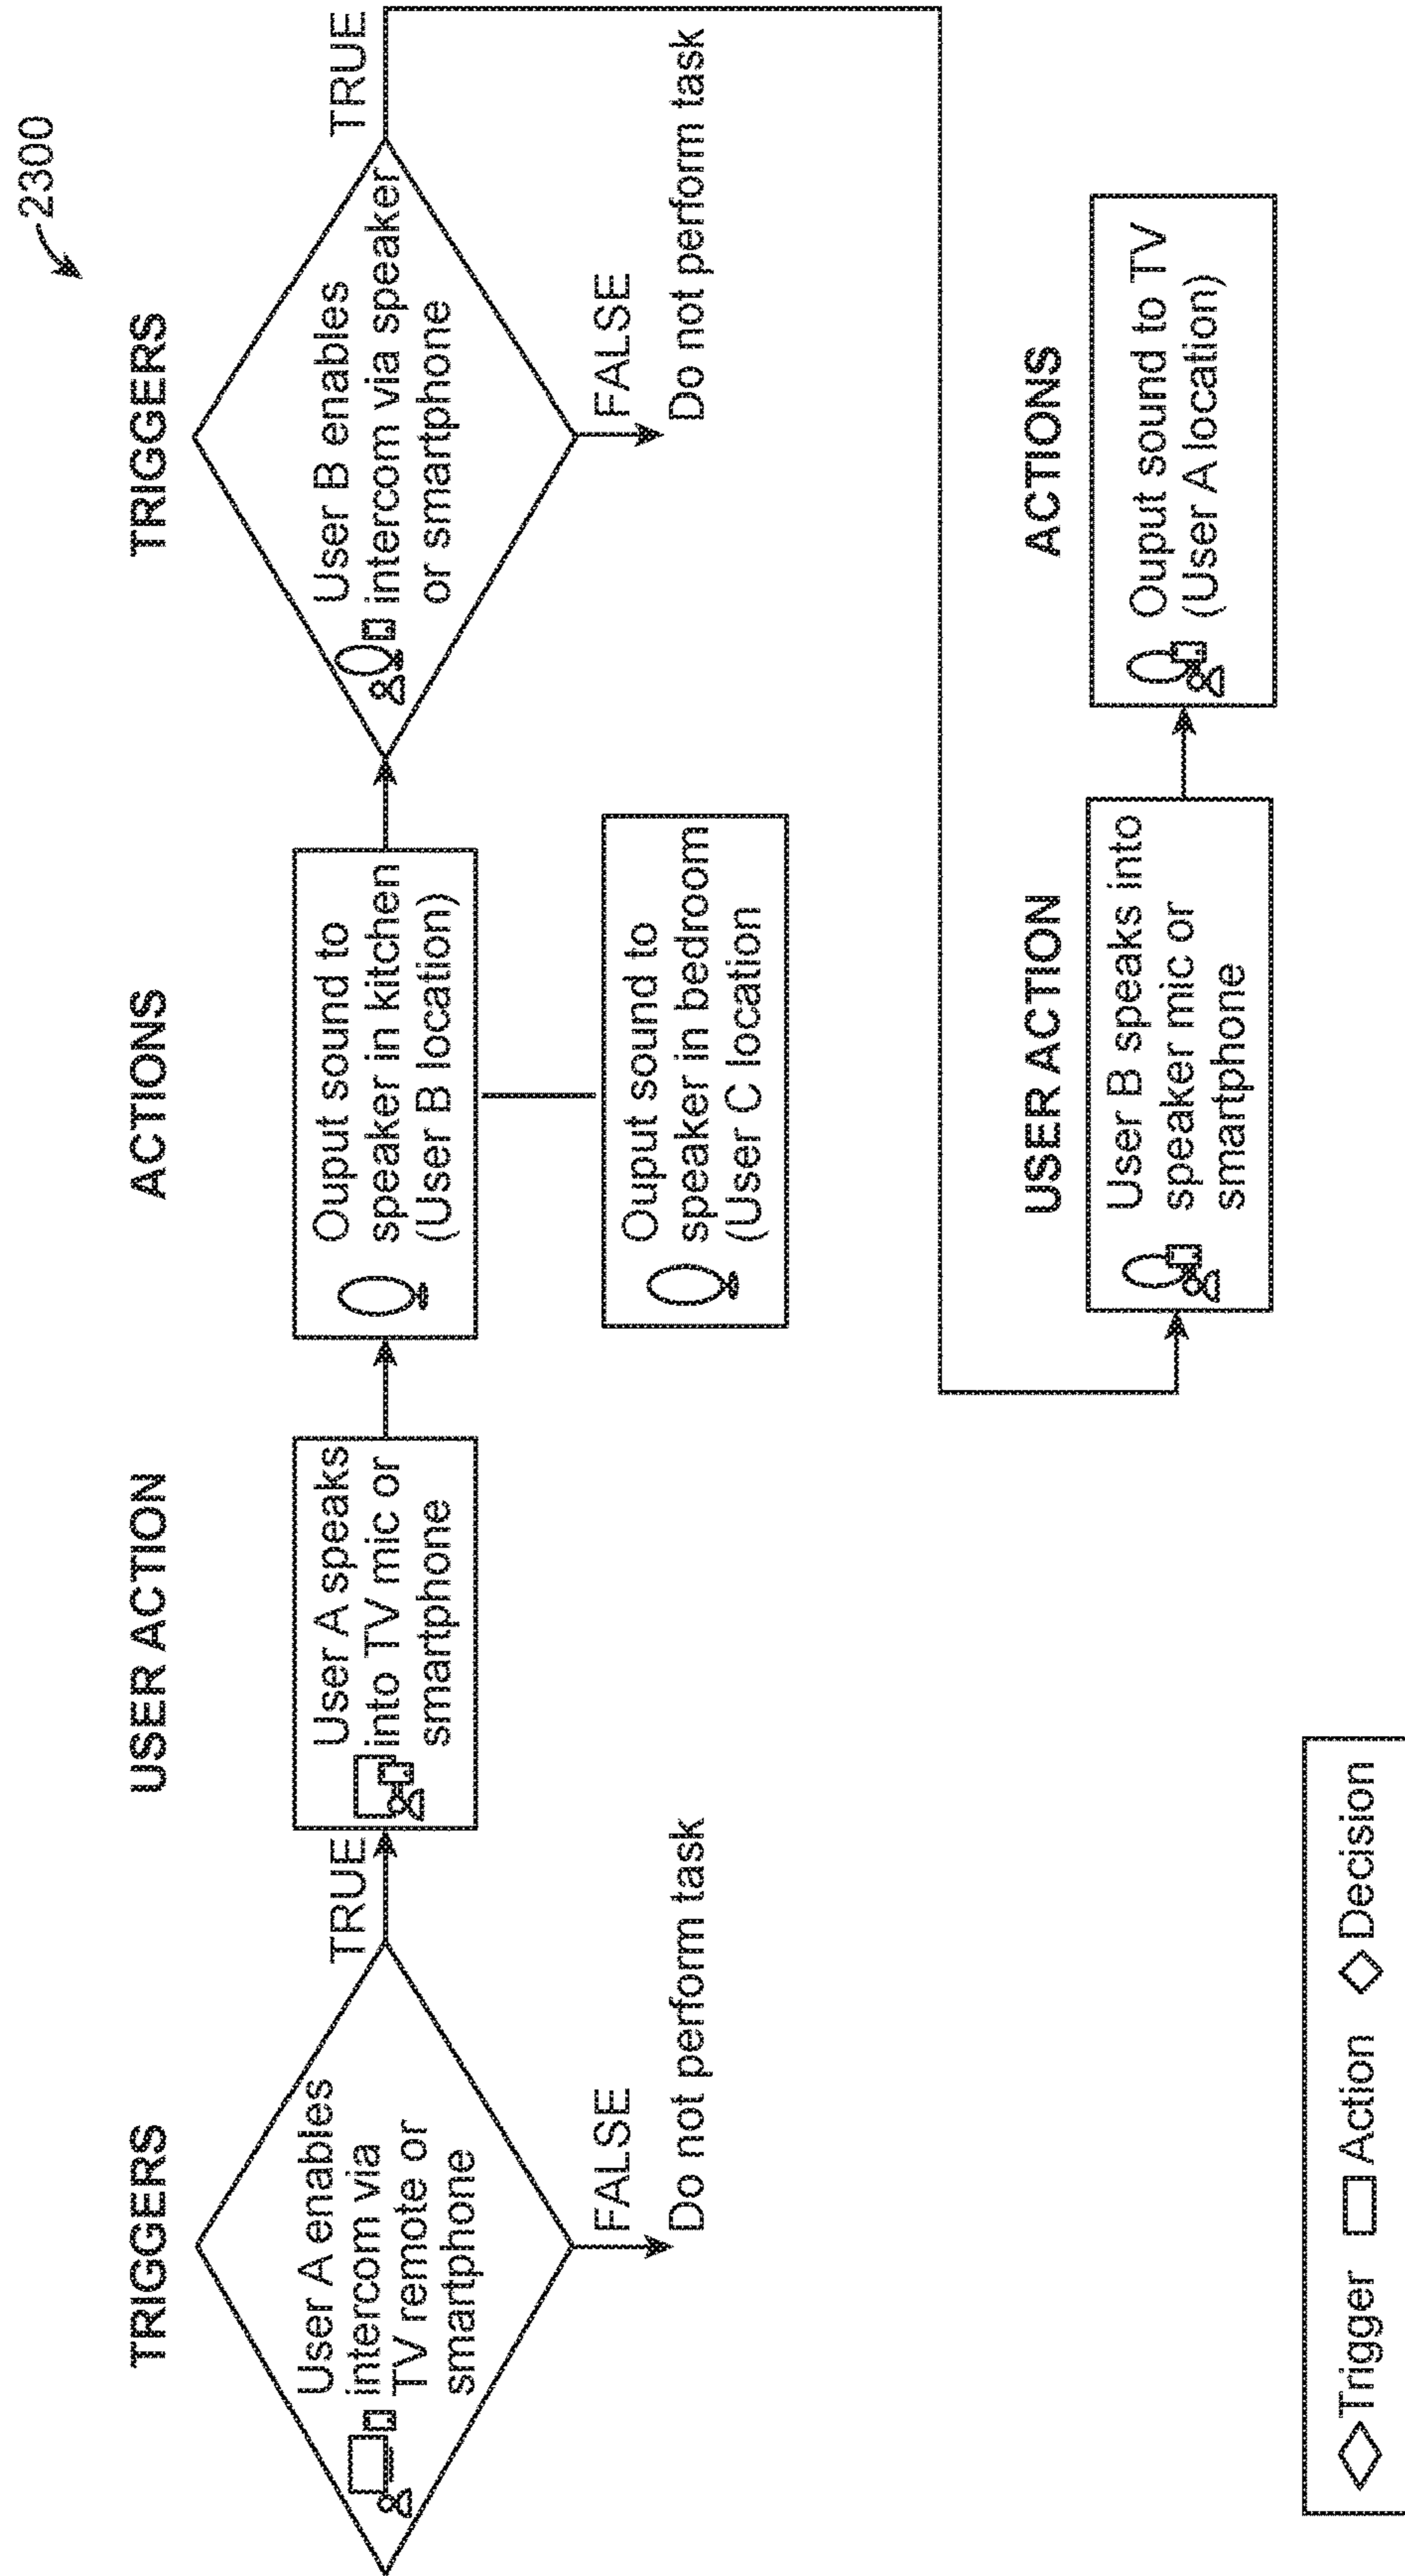 2300
TRIGGERS
USER ACTION
ACTIONS
TRIGGERS
User A enables
intercom via
TV remote or
smartphone
TRUE
FALSE
Do not perform task
User A speaks
into TV mic or
smartphone
Ouput sound to
speaker in kitchen
(User B location)
Ouput sound to
speaker in bedroom
(User C location
User B enables
intercom via speaker
or smartphone
TRUE
FALSE
Do not perform task
USER ACTION
ACTIONS
User B speaks into
speaker mic or
smartphone
Ouput sound to TV
(User A location)
Trigger Action Decision